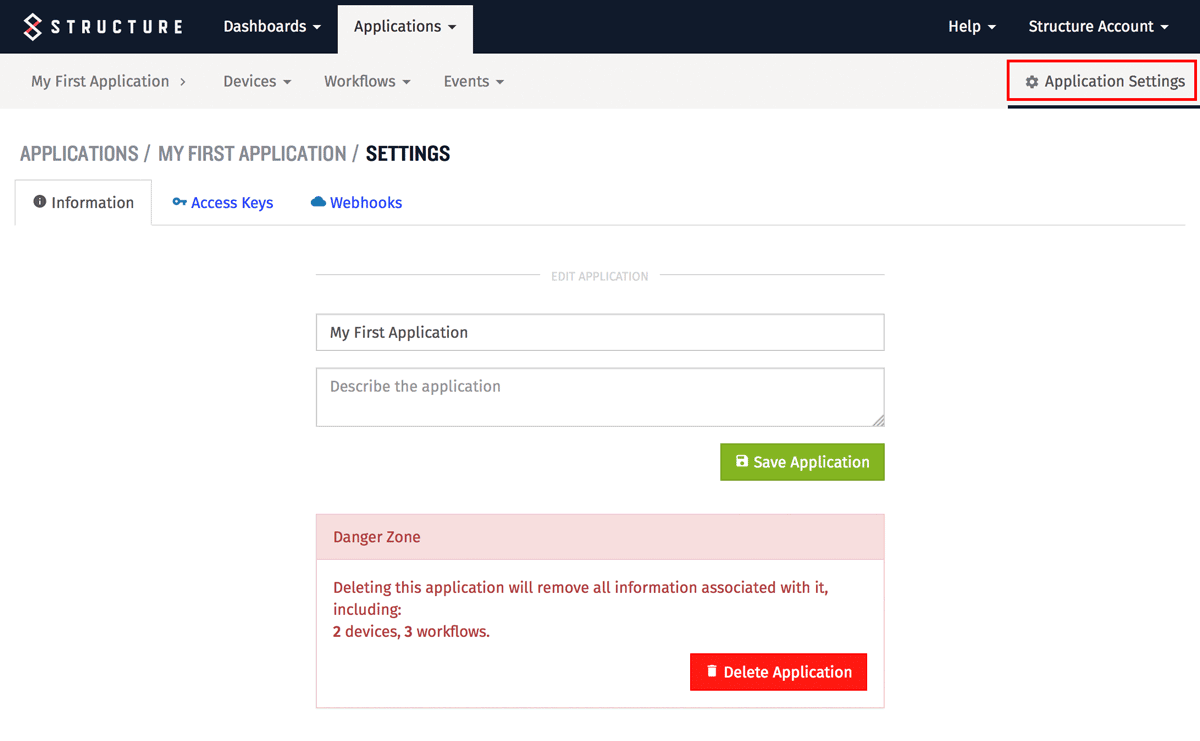 STRUCTURE Dashboards Applications Help Structure Account
My First Application Devices Workflows Events Application Settings
APPLICATIONS / MY FIRST APPLICATION / SETTINGS
Information Access Keys Webhooks
EDIT APPLICATION
My First Application
Describe the application
Save Application
Danger Zone
Deleting this application will remove all information associated with it,
including:
2 devices, 3 workflows.
Delete Application